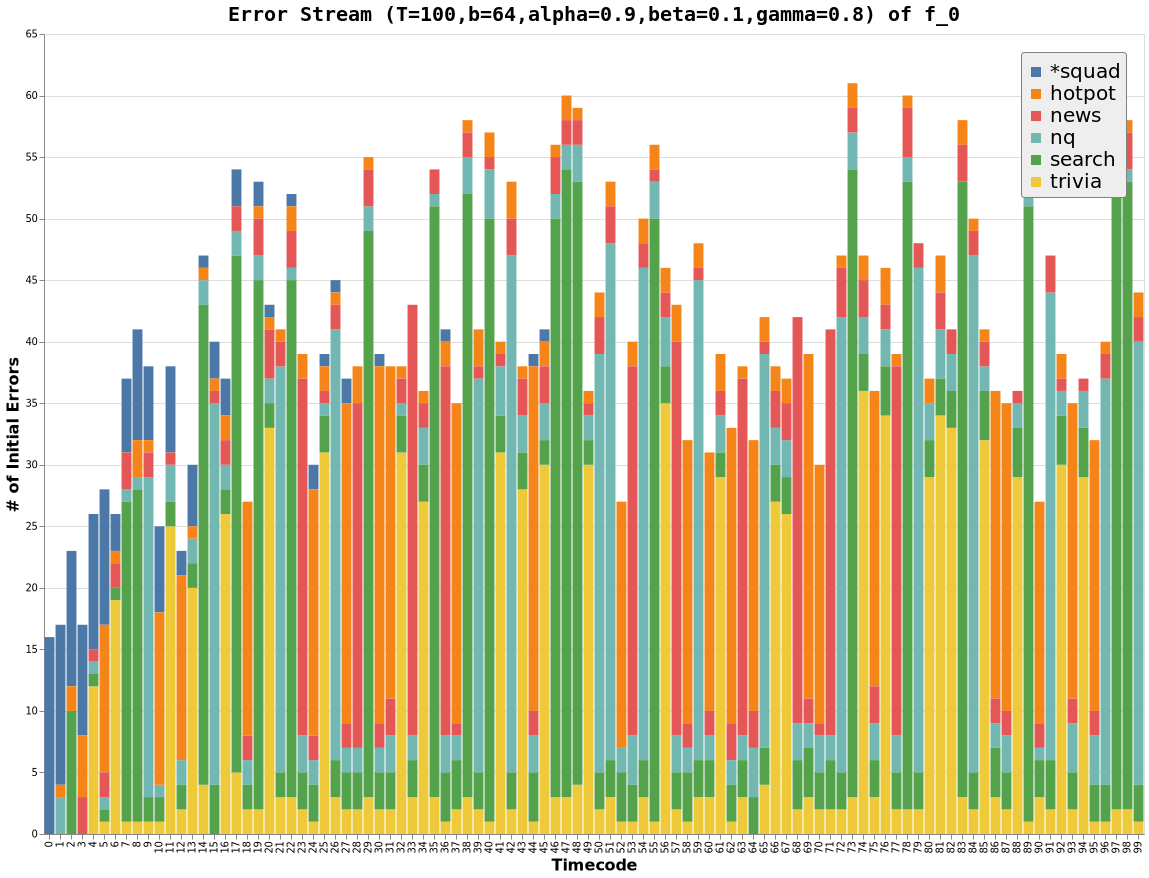 Error Stream (T=100,b=64,alpha=0.9,beta=0.1,gamma=0.8) of f_0
*squad
hotpot
news
nq
search
trivia
# of Initial Errors
65
60
55
50
45
40
35
30
25
20
15
10
5
0
0 1 2 3 4 5 6 7 8 9 10 11 12 13 14 15 16 17 18 19 20 21 22 23 24 25 26 27 28 29 30 31 32 33 34 35 36 37 38 39 40 41 42 43 44 45 46 47 48 49 50 51 52 53 54 55 56 57 58 59 60 61 62 63 64 65 66 67 68 69 70 71 72 73 74 75 76 77 78 79 80 81 82 83 84 85 86 87 88 89 90 91 92 93 94 95 96 97 98 99
Timecode